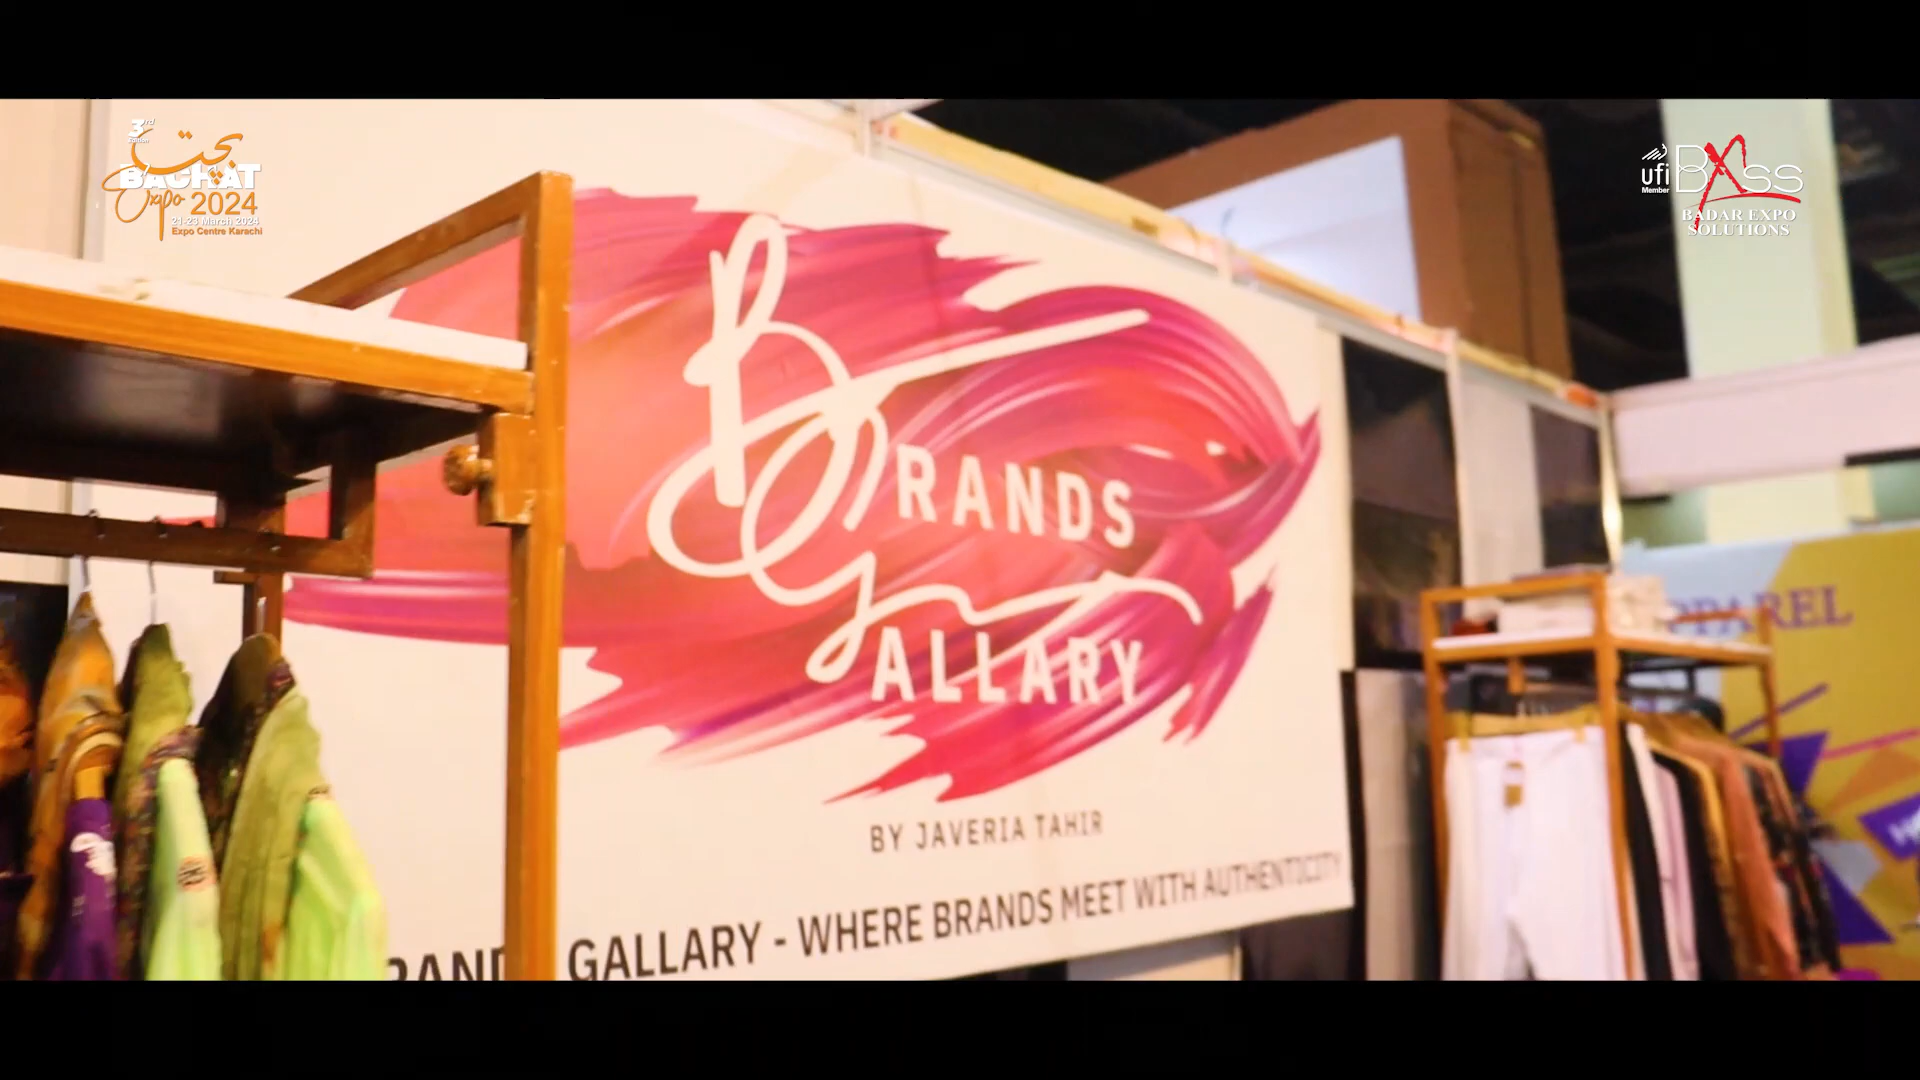 3rd
Edition
بچت
BACHAT
Expo 2024
21-23 March 2024
Expo Centre Karachi
ufi
Member
BASS
BADAR EXPO
SOLUTIONS
BRANDS
GALLARY
BY JAVERIA TAHIR
GALLARY - WHERE BRANDS MEET WITH AUTHENTICITY